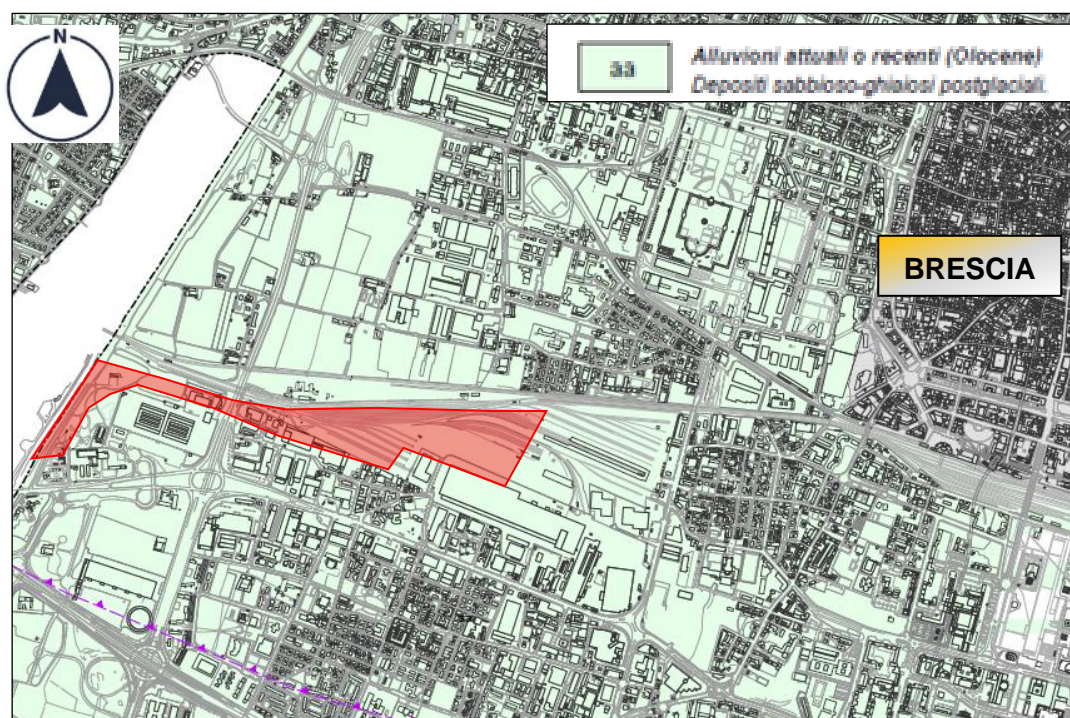 N
aa
Alluvioni attuali o recenti (Olocene)
Depositi sabbioso-ghiaiosi postglaciali.
BRESCIA